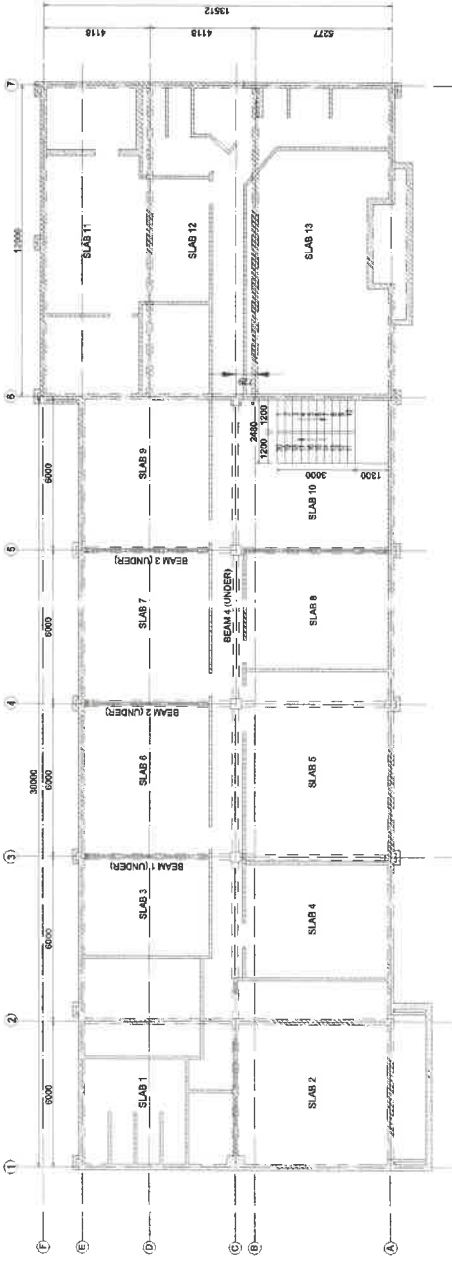 1
2
3
4
5
6
7
30000
12000
6000
6000
6000
6000
6000
F
E
D
C
B
A
4118
4118
5277
13512
SLAB 1
SLAB 3
SLAB 6
SLAB 7
SLAB 9
SLAB 11
BEAM 1 (UNDER)
BEAM 2 (UNDER)
BEAM 3 (UNDER)
SLAB 12
BEAM 4 (UNDER)
2480
1200
1200
3000
1300
SLAB 2
SLAB 4
SLAB 5
SLAB 8
SLAB 10
SLAB 13